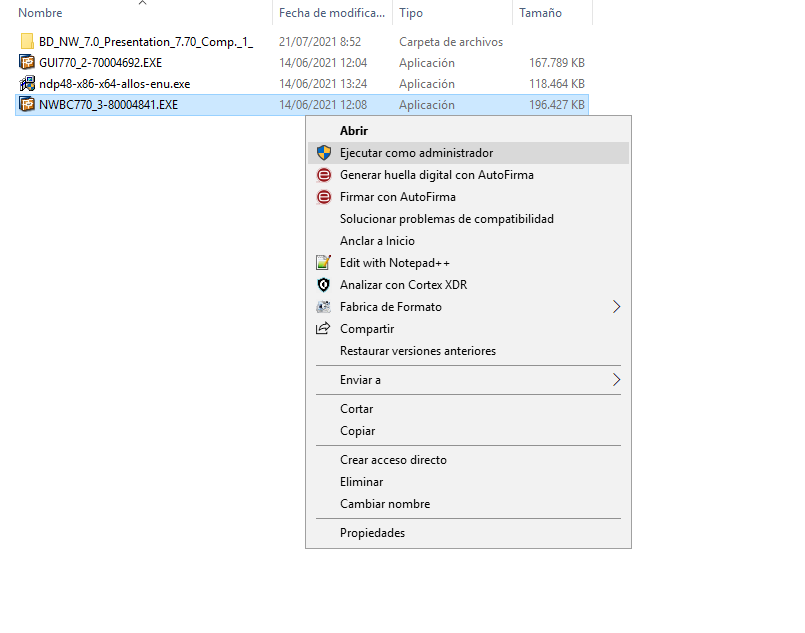 Nombre Fecha de modifica... Tipo Tamaño
BD_NW_7.0_Presentation_7.70_Comp._1_ 21/07/2021 8:52 Carpeta de archivos
GUI770_2-70004692.EXE 14/06/2021 12:04 Aplicación 167.789 KB
ndp48-x86-x64-allos-enu.exe 14/06/2021 13:24 Aplicación 118.464 KB
NWBC770_3-80004841.EXE 14/06/2021 12:08 Aplicación 196.427 KB
Abrir
Ejecutar como administrador
Generar huella digital con AutoFirma
Firmar con AutoFirma
Solucionar problemas de compatibilidad
Anclar a Inicio
Edit with Notepad++
Analizar con Cortex XDR
Fabrica de Formato
Compartir
Restaurar versiones anteriores
Enviar a
Cortar
Copiar
Crear acceso directo
Eliminar
Cambiar nombre
Propiedades